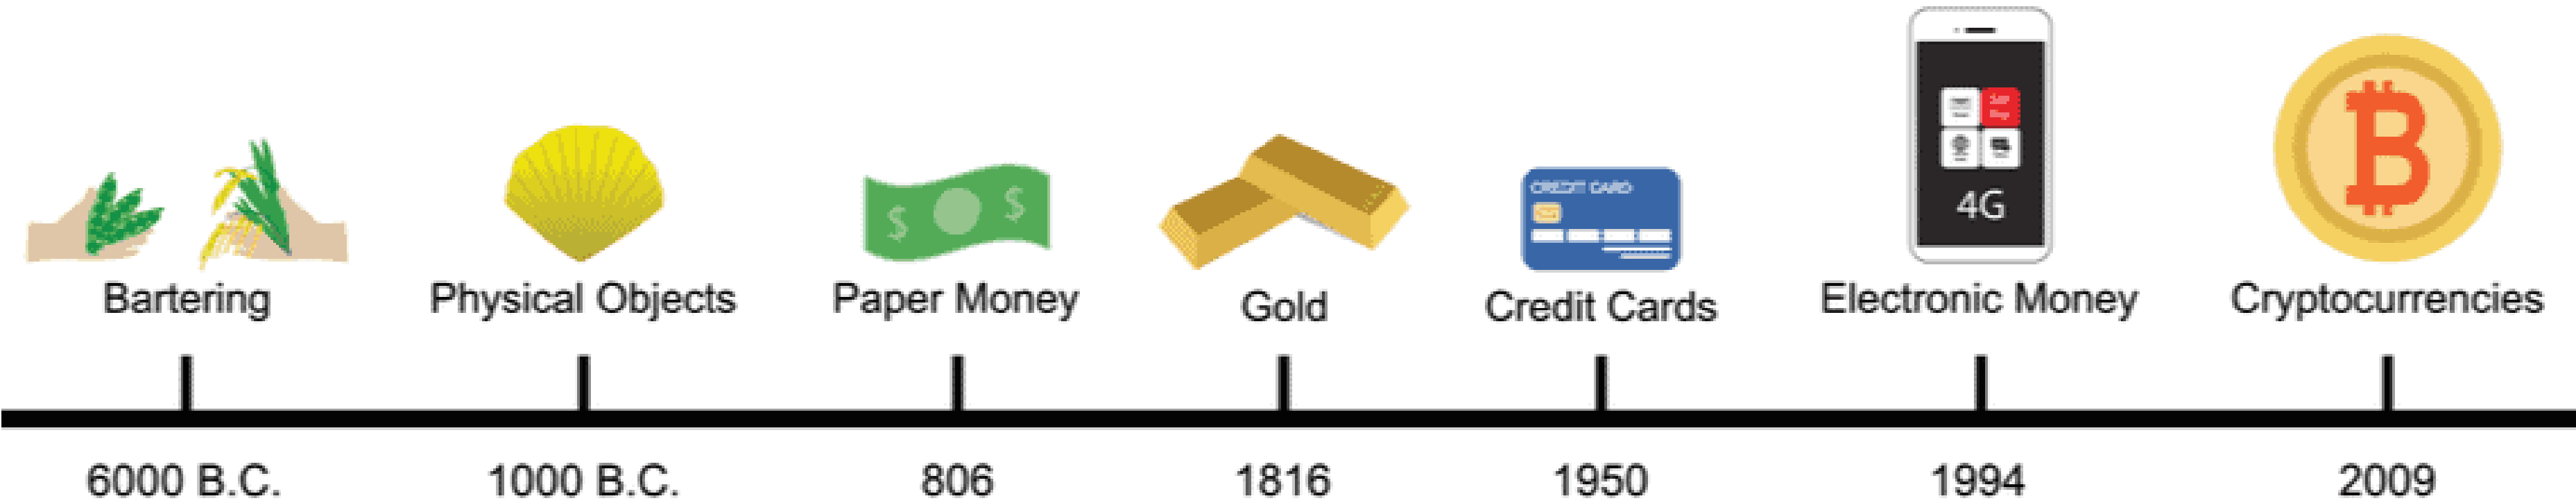 CREDIT CARD
4G
Bartering
Physical Objects
Paper Money
Gold
Credit Cards
Electronic Money
Cryptocurrencies
6000 B.C.
1000 B.C.
806
1816
1950
1994
2009